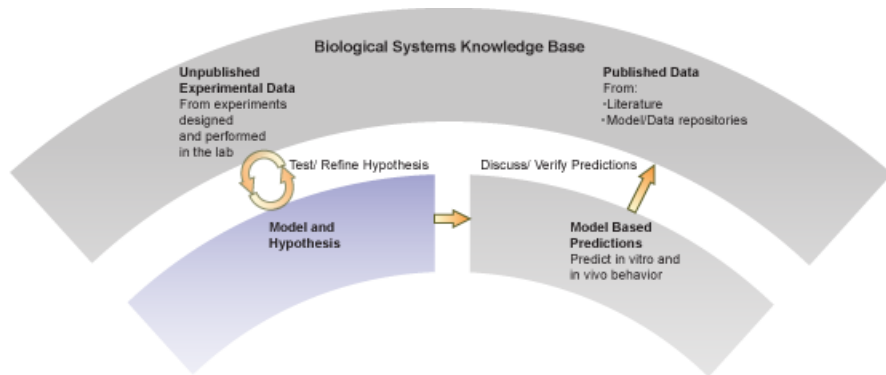 Biological Systems Knowledge Base
Unpublished
Experimental Data
From experiments
designed
and performed
in the lab
Published Data
From:
•Literature
•Model/Data repositories
Test/ Refine Hypothesis
Discuss/ Verify Predictions
Model and
Hypothesis
Model Based
Predictions
Predict in vitro and
in vivo behavior